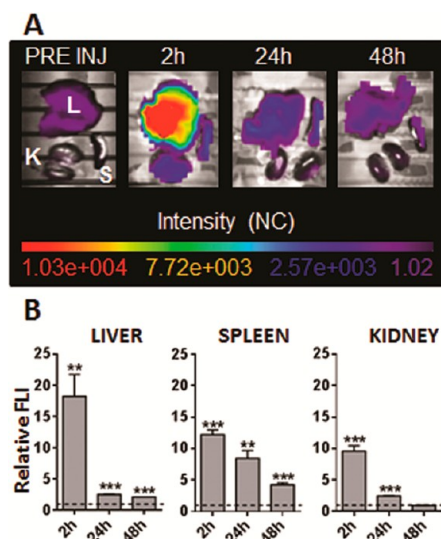 A
PRE INJ 2h 24h 48h
L
K
S
Intensity (NC)
1.03e+004 7.72e+003 2.57e+003 1.02
B
LIVER SPLEEN KIDNEY
Relative FLI
25 25 25
20 20 20
15 15 15
10 10 10
5 5 5
0 0 0
** *** ***
*** ** ***
*** ***
2h 24h 48h 2h 24h 48h 2h 24h 48h